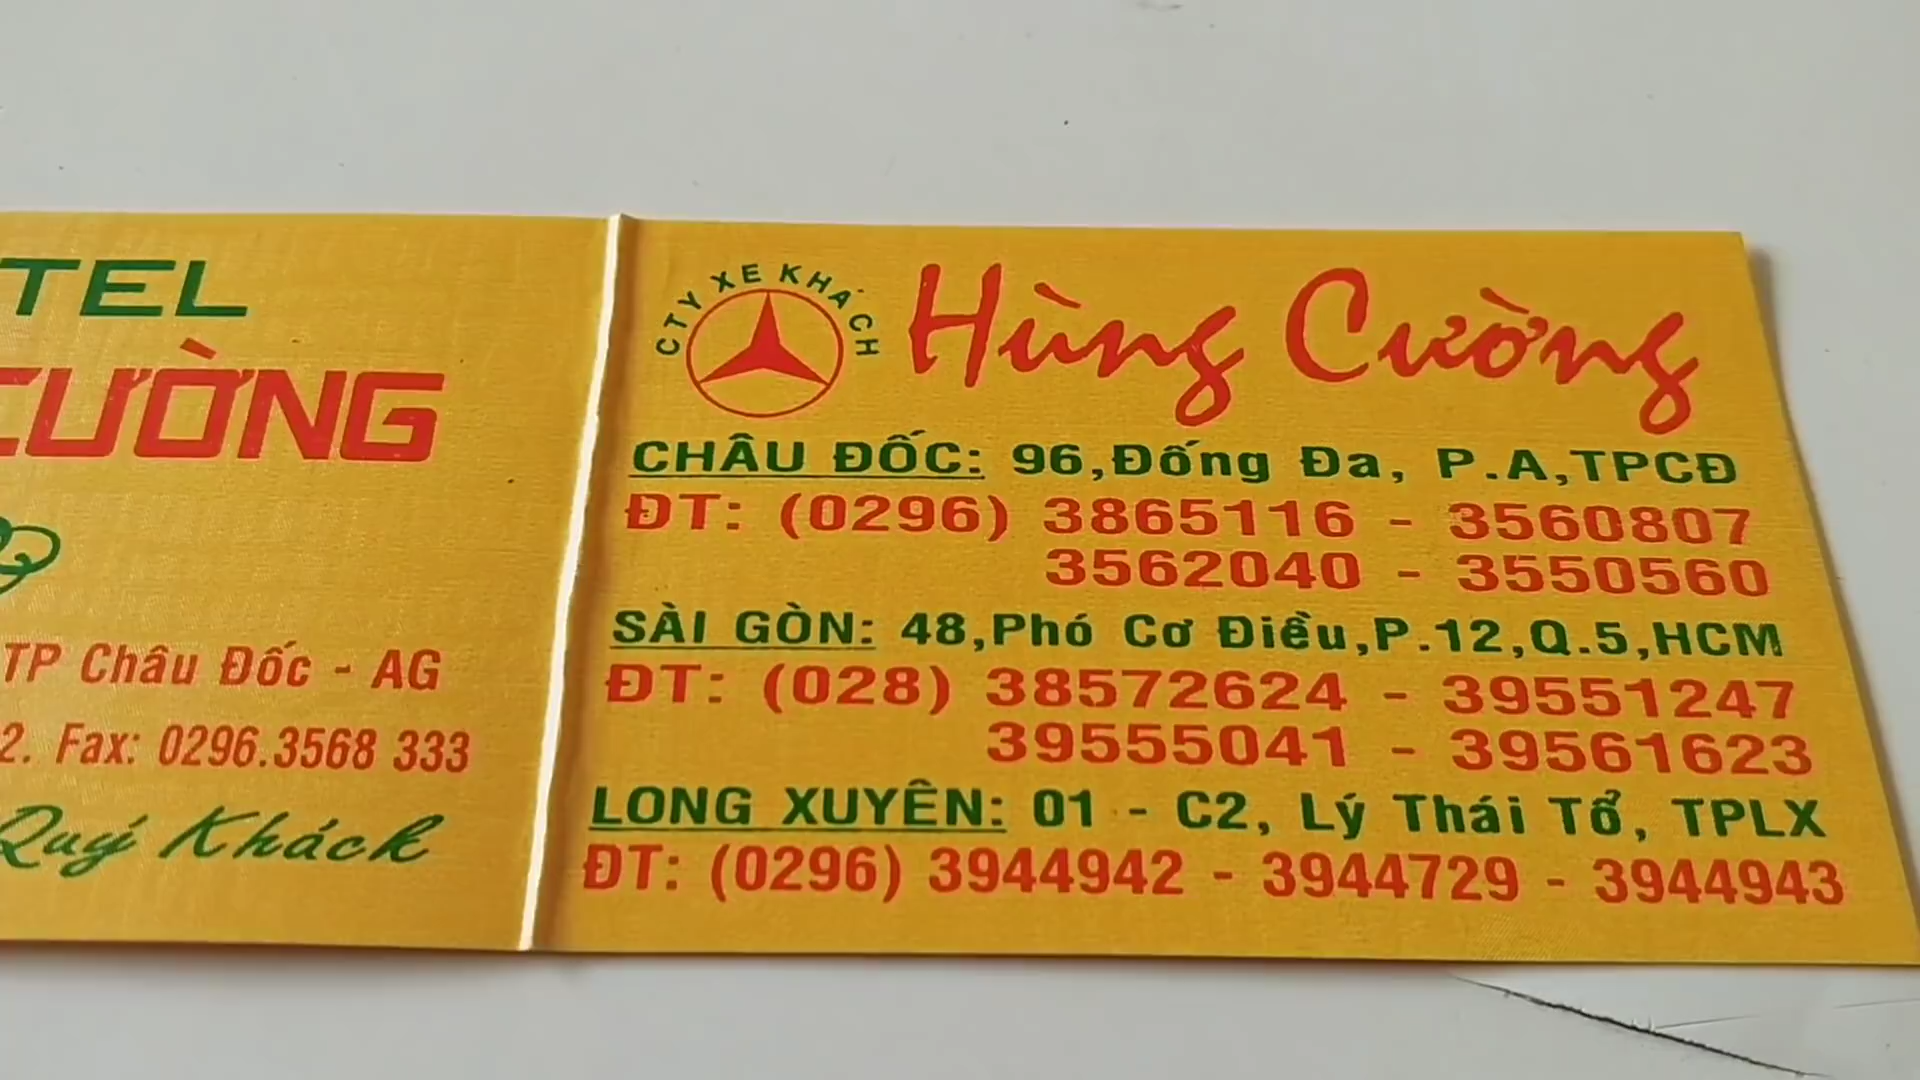 TEL
CƯỜNG
TP Châu Đốc - AG
2. Fax: 0296.3568 333
Quý Khách
CTY XE KHÁCH
Hùng Cường
CHÂU ĐỐC: 96,Đống Đa, P.A,TPCĐ
ĐT: (0296) 3865116 - 3560807
3562040 - 3550560
SÀI GÒN: 48,Phó Cơ Điều,P.12,Q.5,HCM
ĐT: (028) 38572624 - 39551247
39555041 - 39561623
LONG XUYÊN: 01 - C2, Lý Thái Tổ, TPLX
ĐT: (0296) 3944942 - 3944729 - 3944943